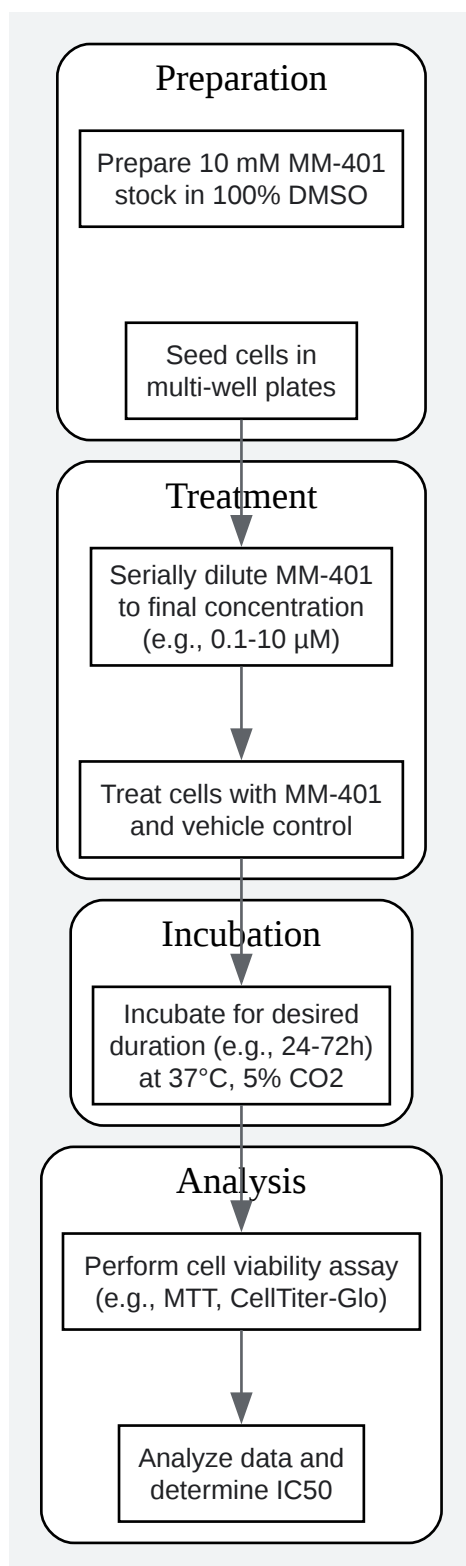 Preparation
Prepare 10 mM MM-401
stock in 100% DMSO
Seed cells in
multi-well plates
Treatment
Serially dilute MM-401
to final concentration
(e.g., 0.1-10 µM)
Treat cells with MM-401
and vehicle control
Incubation
Incubate for desired
duration (e.g., 24-72h)
at 37°C, 5% CO2
Analysis
Perform cell viability assay
(e.g., MTT, CellTiter-Glo)
Analyze data and
determine IC50